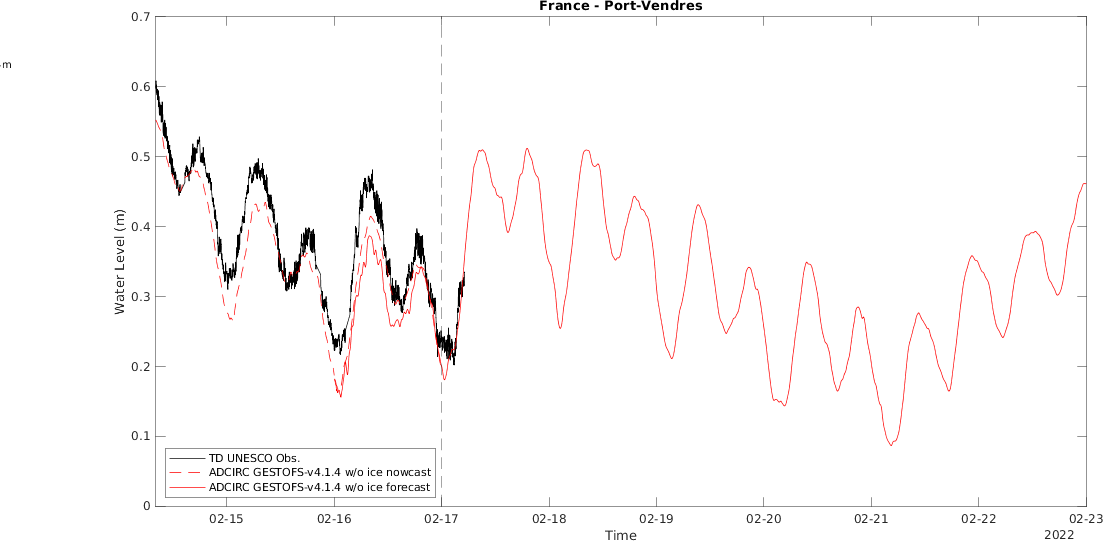 France - Port-Vendres
m
Water Level (m)
0.7
0.6
0.5
0.4
0.3
0.2
0.1
0
TD UNESCO Obs.
ADCIRC GESTOFS-v4.1.4 w/o ice nowcast
ADCIRC GESTOFS-v4.1.4 w/o ice forecast
02-15 02-16 02-17 02-18 02-19 02-20 02-21 02-22 02-23
Time
2022